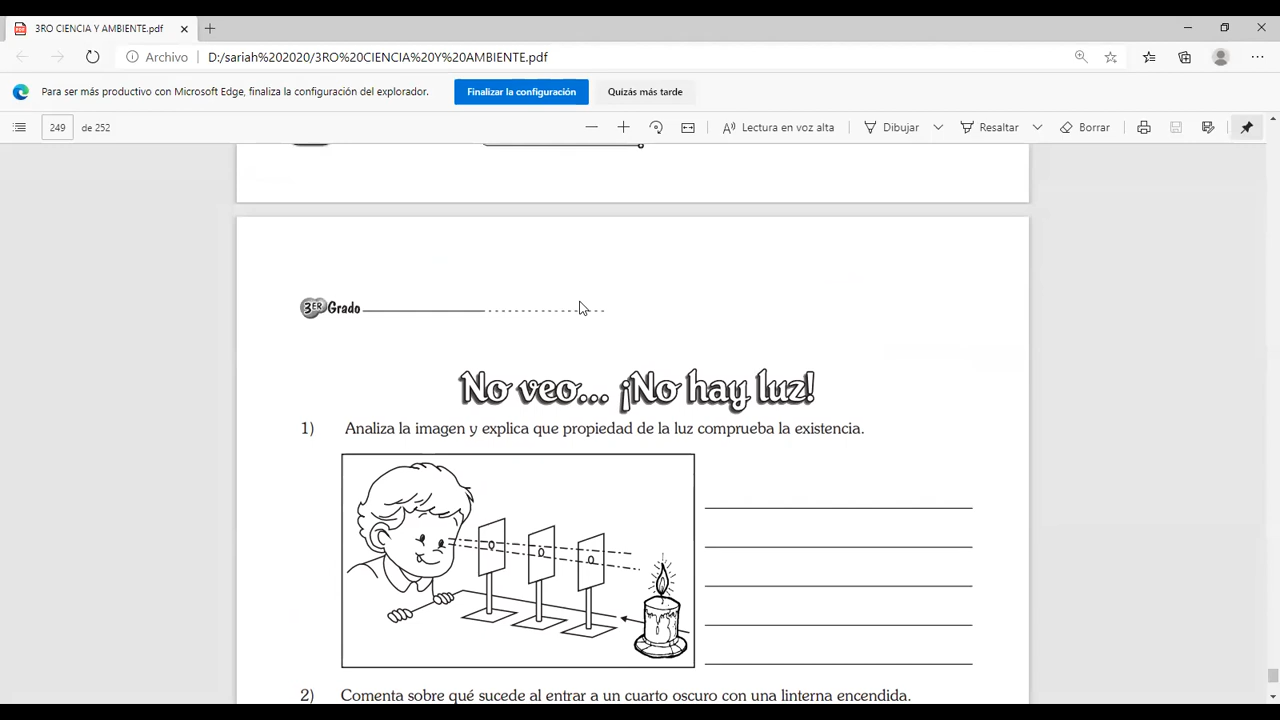 3RO CIENCIA Y AMBIENTE.pdf
Archivo
D:/sariah%202020/3RO%20CIENCIA%20Y%20AMBIENTE.pdf
Para ser más productivo con Microsoft Edge, finaliza la configuración del explorador.
Finalizar la configuración
Quizás más tarde
249 de 252
Lectura en voz alta
Dibujar
Resaltar
Borrar
3ER Grado
No veo... ¡No hay luz!
1) Analiza la imagen y explica que propiedad de la luz comprueba la existencia.
2) Comenta sobre qué sucede al entrar a un cuarto oscuro con una linterna encendida.